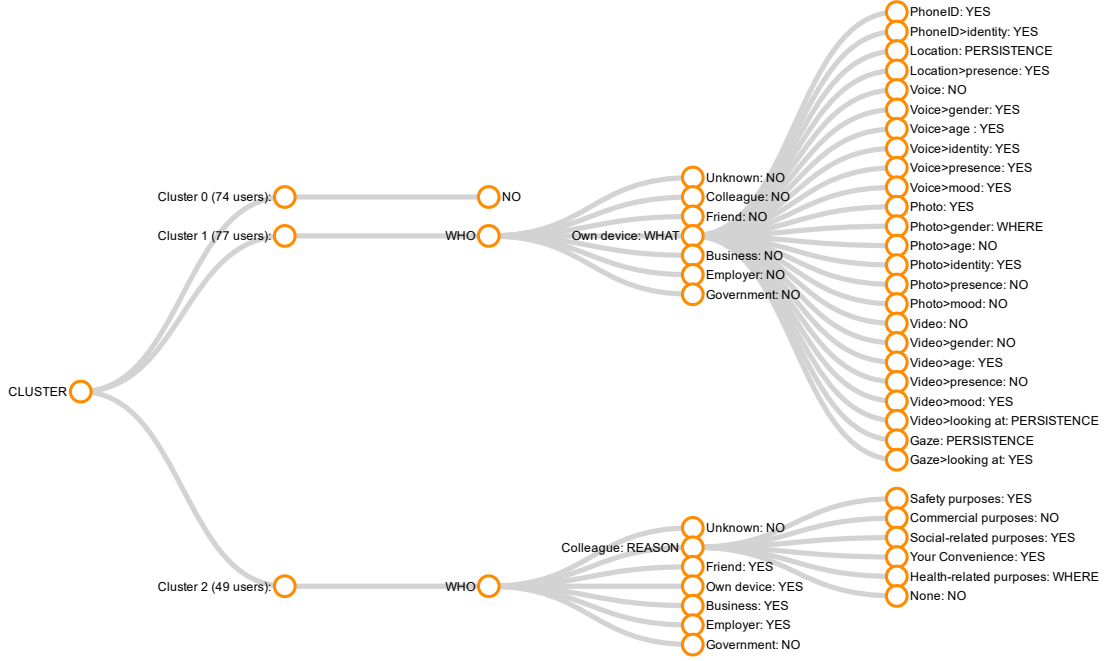 PhoneID: YES
PhoneID>identity: YES
Location: PERSISTENCE
Location>presence: YES
Voice: NO
Voice>gender: YES
Voice>age : YES
Voice>identity: YES
Voice>presence: YES
Voice>mood: YES
Photo: YES
Photo>gender: WHERE
Photo>age: NO
Photo>identity: YES
Photo>presence: NO
Photo>mood: NO
Video: NO
Video>gender: NO
Video>age: YES
Video>presence: NO
Video>mood: YES
Video>looking at: PERSISTENCE
Gaze: PERSISTENCE
Gaze>looking at: YES
Unknown: NO
Colleague: NO
Friend: NO
Own device: WHAT
Business: NO
Employer: NO
Government: NO
Cluster 0 (74 users):
NO
Cluster 1 (77 users):
WHO
CLUSTER
Cluster 2 (49 users):
WHO
Unknown: NO
Colleague: REASON
Friend: YES
Own device: YES
Business: YES
Employer: YES
Government: NO
Safety purposes: YES
Commercial purposes: NO
Social-related purposes: YES
Your Convenience: YES
Health-related purposes: WHERE
None: NO